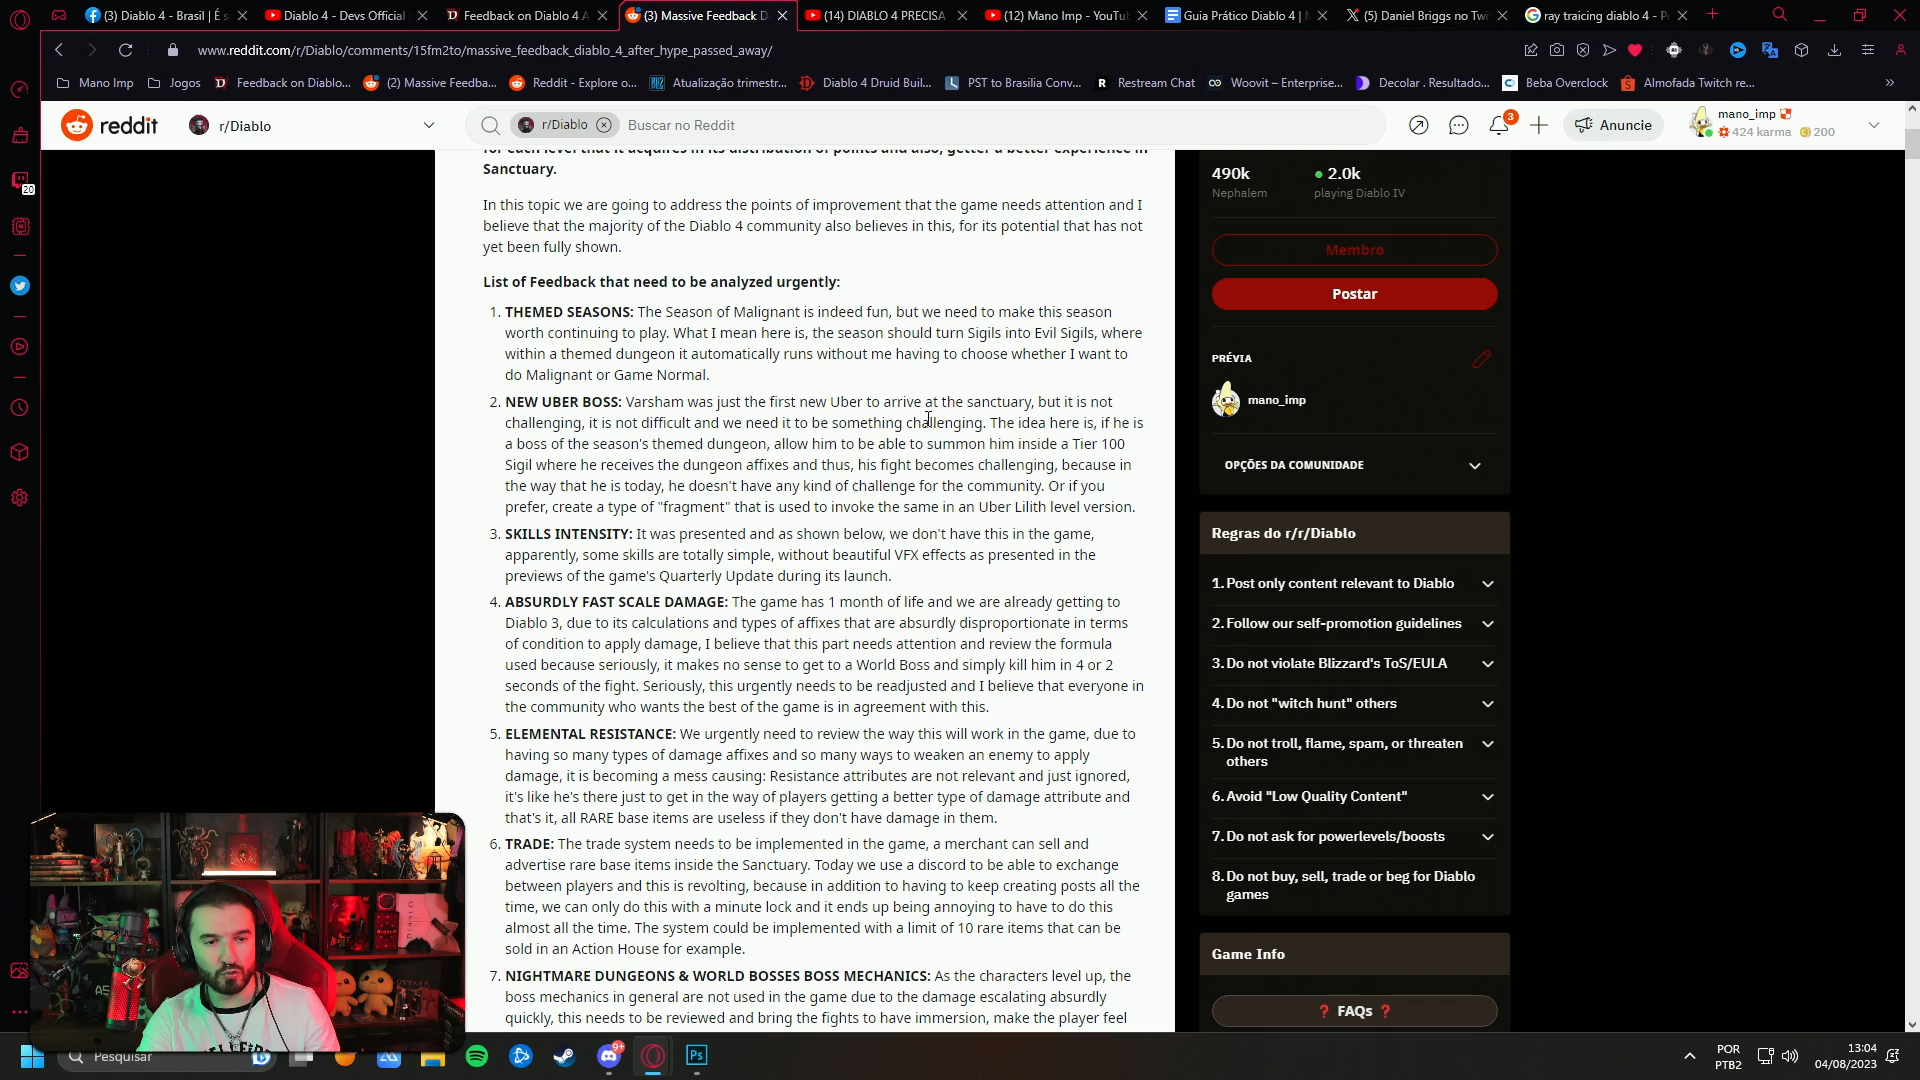 (3) Diablo 4 - Brasil | É s
Diablo 4 - Devs Official
Feedback on Diablo 4 A
(3) Massive Feedback D
(14) DIABLO 4 PRECISA
(12) Mano Imp - YouTu
Guia Prático Diablo 4 | N
(5) Daniel Briggs no Twi
ray traicing diablo 4 - Pe
www.reddit.com/r/Diablo/comments/15fm2to/massive_feedback_diablo_4_after_hype_passed_away/
Mano Imp
Jogos
Feedback on Diablo...
(2) Massive Feedba...
Reddit - Explore o...
Atualização trimestr...
Diablo 4 Druid Buil...
PST to Brasilia Conv...
Restream Chat
Woovit – Enterprise...
Decolar . Resultado...
Beba Overclock
Almofada Twitch re...
reddit
r/Diablo
r/Diablo
Buscar no Reddit
3
Anuncie
mano_imp
424 karma
200
20
for each level that it acquires in its distribution of points and also, getter a better experience in
Sanctuary.
In this topic we are going to address the points of improvement that the game needs attention and I
believe that the majority of the Diablo 4 community also believes in this, for its potential that has not
yet been fully shown.
List of Feedback that need to be analyzed urgently:
1. THEMED SEASONS: The Season of Malignant is indeed fun, but we need to make this season
worth continuing to play. What I mean here is, the season should turn Sigils into Evil Sigils, where
within a themed dungeon it automatically runs without me having to choose whether I want to
do Malignant or Game Normal.
2. NEW UBER BOSS: Varsham was just the first new Uber to arrive at the sanctuary, but it is not
challenging, it is not difficult and we need it to be something challenging. The idea here is, if he is
a boss of the season's themed dungeon, allow him to be able to summon him inside a Tier 100
Sigil where he receives the dungeon affixes and thus, his fight becomes challenging, because in
the way that he is today, he doesn't have any kind of challenge for the community. Or if you
prefer, create a type of "fragment" that is used to invoke the same in an Uber Lilith level version.
3. SKILLS INTENSITY: It was presented and as shown below, we don't have this in the game,
apparently, some skills are totally simple, without beautiful VFX effects as presented in the
previews of the game's Quarterly Update during its launch.
4. ABSURDLY FAST SCALE DAMAGE: The game has 1 month of life and we are already getting to
Diablo 3, due to its calculations and types of affixes that are absurdly disproportionate in terms
of condition to apply damage, I believe that this part needs attention and review the formula
used because seriously, it makes no sense to get to a World Boss and simply kill him in 4 or 2
seconds of the fight. Seriously, this urgently needs to be readjusted and I believe that everyone in
the community who wants the best of the game is in agreement with this.
5. ELEMENTAL RESISTANCE: We urgently need to review the way this will work in the game, due to
having so many types of damage affixes and so many ways to weaken an enemy to apply
damage, it is becoming a mess causing: Resistance attributes are not relevant and just ignored,
it's like he's there just to get in the way of players getting a better type of damage attribute and
that's it, all RARE base items are useless if they don't have damage in them.
6. TRADE: The trade system needs to be implemented in the game, a merchant can sell and
advertise rare base items inside the Sanctuary. Today we use a discord to be able to exchange
between players and this is revolting, because in addition to having to keep creating posts all the
time, we can only do this with a minute lock and it ends up being annoying to have to do this
almost all the time. The system could be implemented with a limit of 10 rare items that can be
sold in an Action House for example.
7. NIGHTMARE DUNGEONS & WORLD BOSSES BOSS MECHANICS: As the characters level up, the
boss mechanics in general are not used in the game due to the damage escalating absurdly
quickly, this needs to be reviewed and bring the fights to have immersion, make the player feel
490k
2.0k
Nephalem
playing Diablo IV
Membro
Postar
PRÉVIA
mano_imp
OPÇÕES DA COMUNIDADE
Regras do r/r/Diablo
1. Post only content relevant to Diablo
2. Follow our self-promotion guidelines
3. Do not violate Blizzard's ToS/EULA
4. Do not "witch hunt" others
5. Do not troll, flame, spam, or threaten
others
6. Avoid "Low Quality Content"
7. Do not ask for powerlevels/boosts
8. Do not buy, sell, trade or beg for Diablo
games
Game Info
? FAQs ?
Pesquisar
9+
Ps
POR
PTB2
13:04
04/08/2023